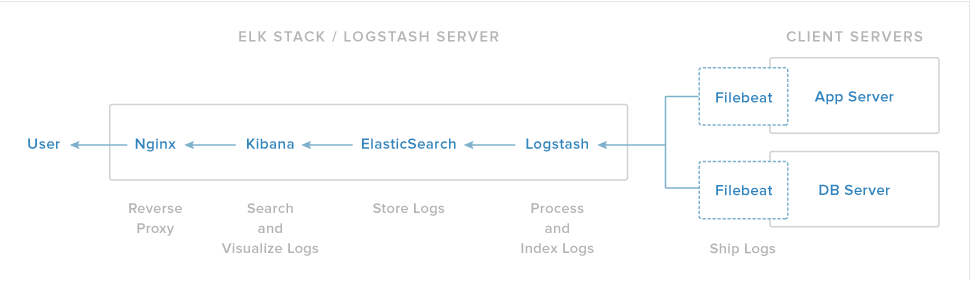 ELK STACK / LOGSTASH SERVER
CLIENT SERVERS
Filebeat
App Server
User
Nginx
Kibana
ElasticSearch
Logstash
Filebeat
DB Server
Reverse
Proxy
Search
and
Visualize Logs
Store Logs
Process
and
Index Logs
Ship Logs